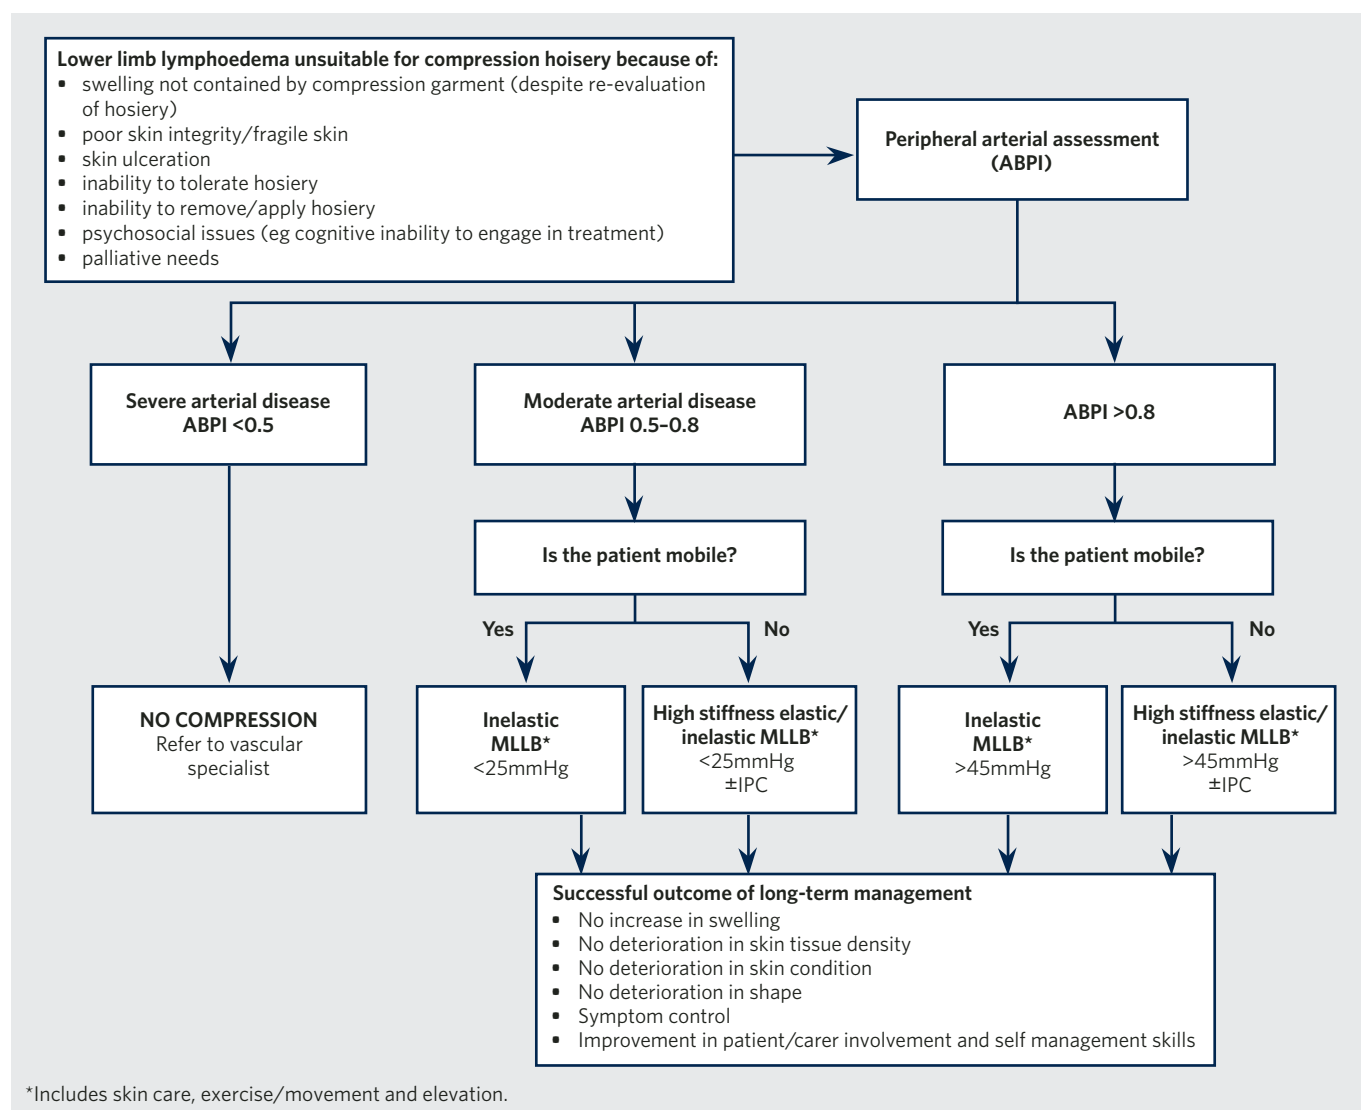 Lower limb lymphoedema unsuitable for compression hoisery because of:
▪ swelling not contained by compression garment (despite re-evaluation
of hosiery)
▪ poor skin integrity/fragile skin
▪ skin ulceration
▪ inability to tolerate hosiery
▪ inability to remove/apply hosiery
▪ psychosocial issues (eg cognitive inability to engage in treatment)
▪ palliative needs
Peripheral arterial assessment
(ABPI)
Severe arterial disease
ABPI <0.5
Moderate arterial disease
ABPI 0.5–0.8
ABPI >0.8
Is the patient mobile?
Is the patient mobile?
Yes
No
Yes
No
NO COMPRESSION
Refer to vascular
specialist
Inelastic
MLLB*
<25mmHg
High stiffness elastic/
inelastic MLLB*
<25mmHg
±IPC
Inelastic
MLLB*
>45mmHg
High stiffness elastic/
inelastic MLLB*
>45mmHg
±IPC
Successful outcome of long-term management
▪ No increase in swelling
▪ No deterioration in skin tissue density
▪ No deterioration in skin condition
▪ No deterioration in shape
▪ Symptom control
▪ Improvement in patient/carer involvement and self management skills
*Includes skin care, exercise/movement and elevation.